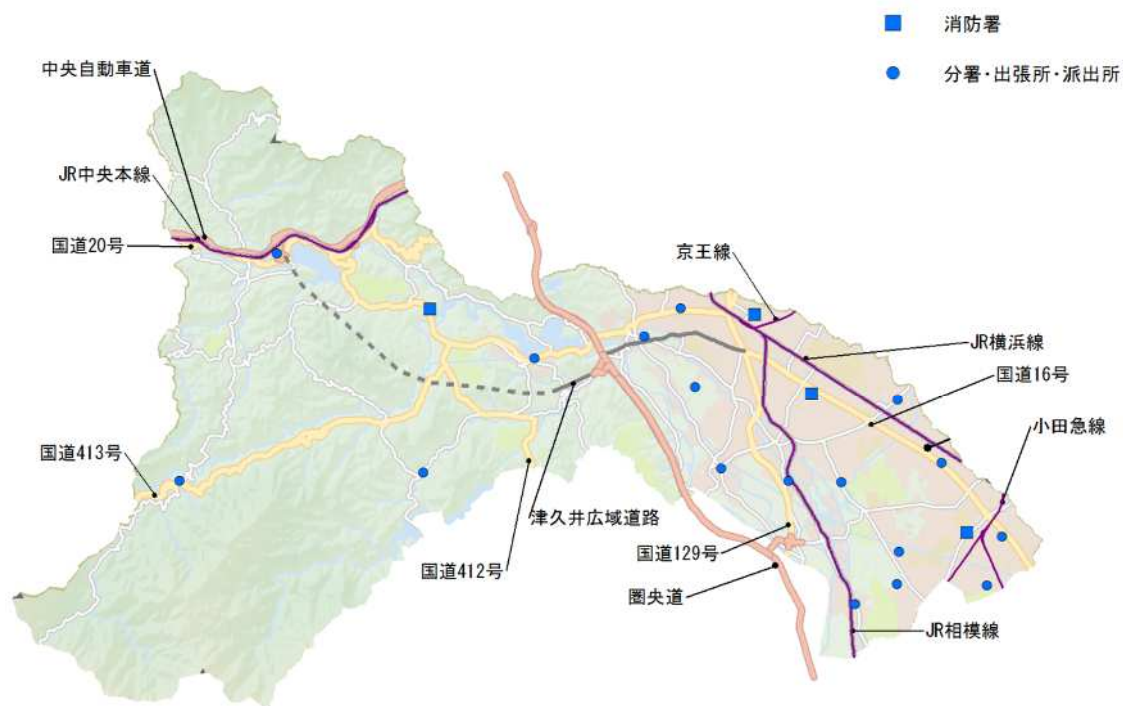 消防署
分署・出張所・派出所
中央自動車道
JR中央本線
国道20号
京王線
JR横浜線
国道16号
小田急線
国道413号
津久井広域道路
国道129号
国道412号
圏央道
JR相模線